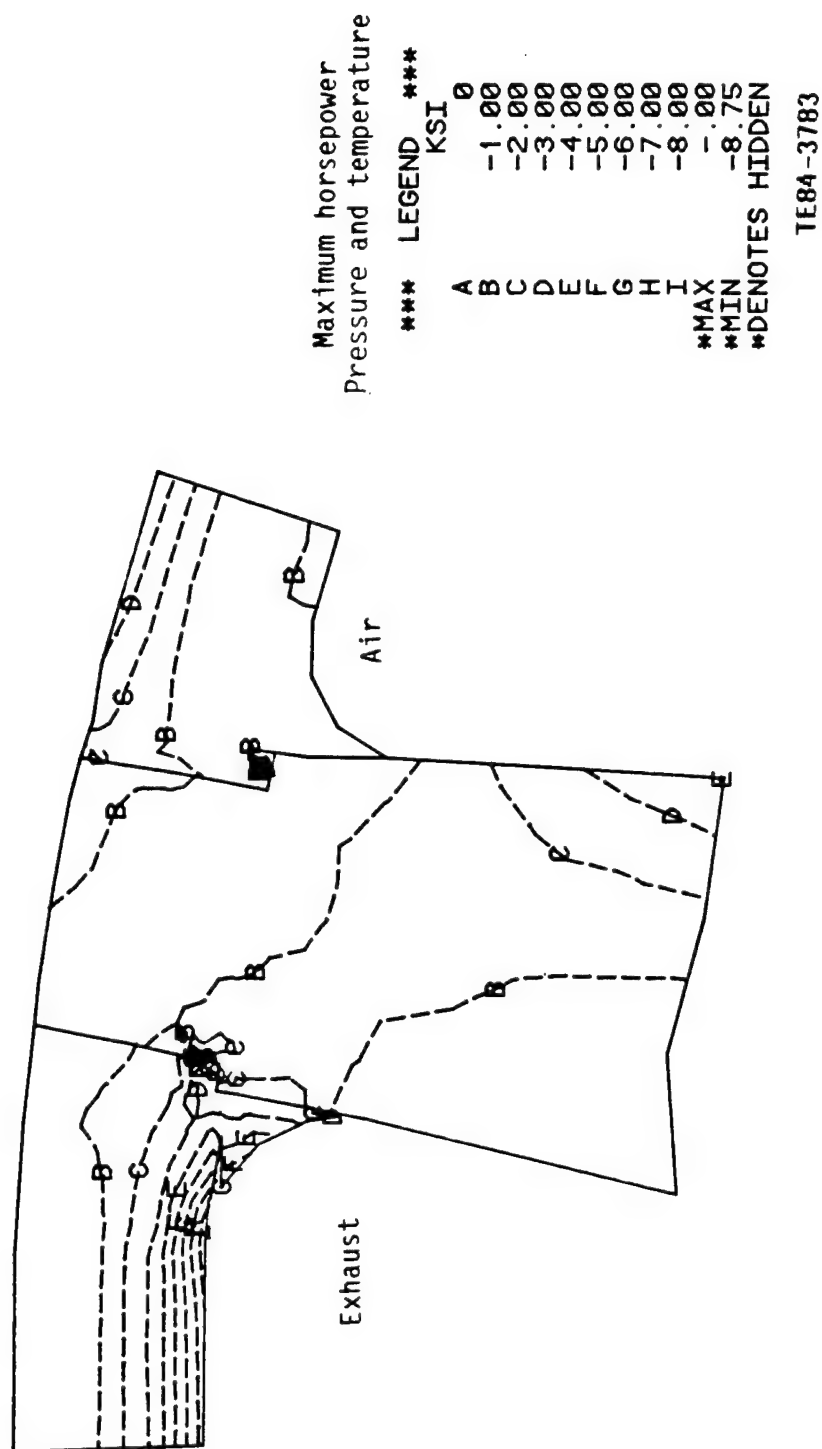 Maximum horsepower
Pressure and temperature
*** LEGEND ***
KSI
A 0
B -1.00
C -2.00
D -3.00
E -4.00
F -5.00
G -6.00
H -7.00
I -8.00
*MAX -.00
*MIN -8.75
*DENOTES HIDDEN
TE84-3783
Exhaust
Air
B
C
E
F
G
F
E
D
B
B
B
C
D
E
B
C
B
B
B